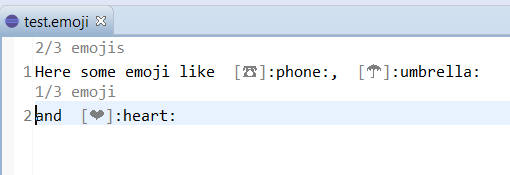 test.emoji
2/3 emojis
1 Here some emoji like [☎]:phone:, [☂]:umbrella:
1/3 emoji
2 and [❤]:heart: